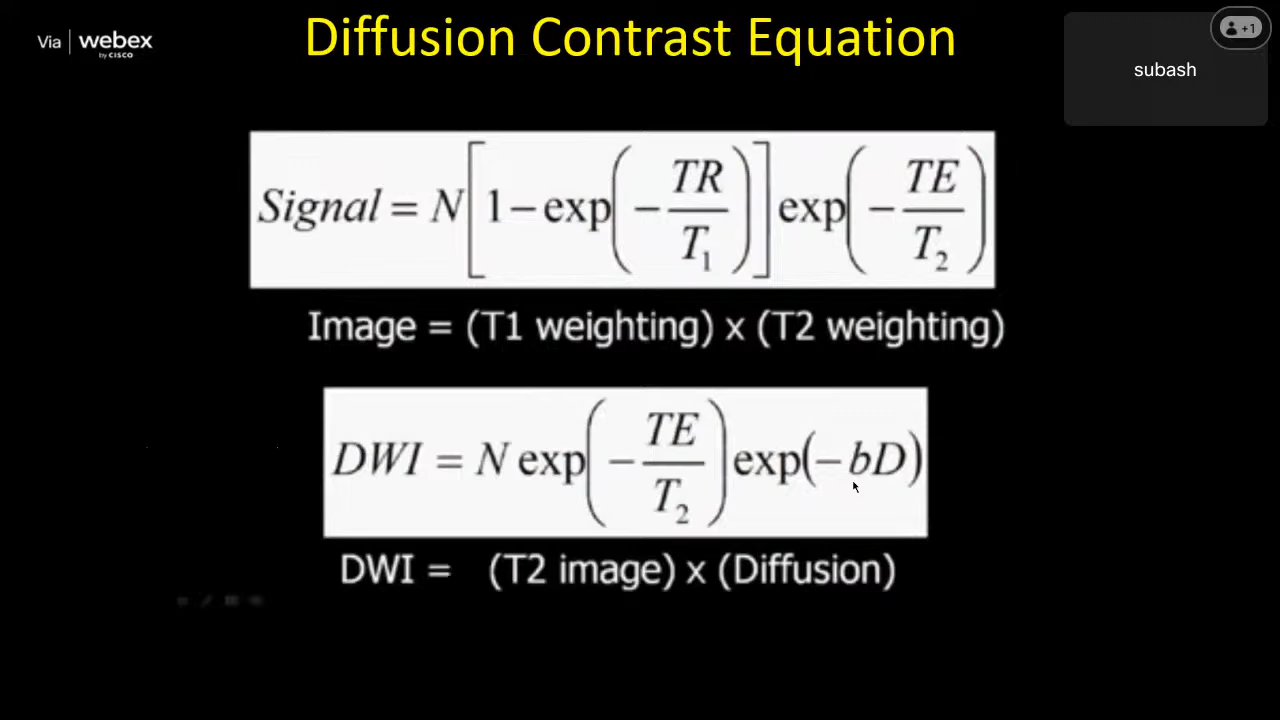 Via | webex
by CISCO
Diffusion Contrast Equation
+1
subash
Signal = N[1 − exp(− TR/T₁)] exp(− TE/T₂)
Image = (T1 weighting) x (T2 weighting)
DWI = N exp(− TE/T₂) exp(− bD)
DWI = (T2 image) x (Diffusion)